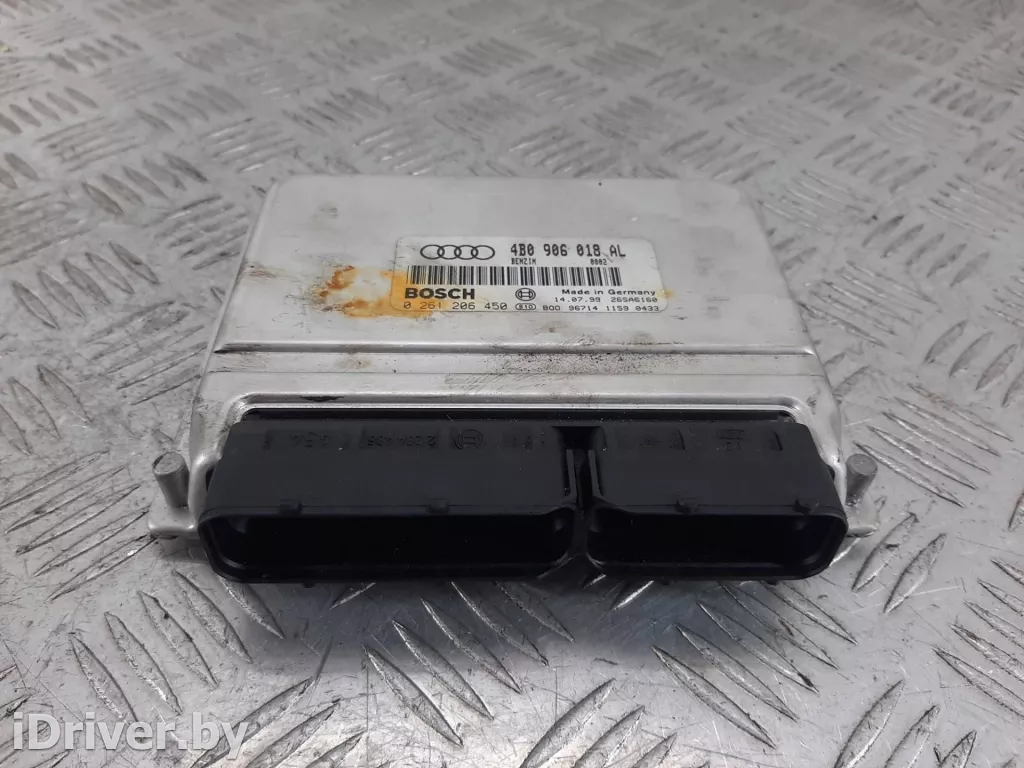 4B0 906 018 AL
BENZIN 0002
BOSCH Made in Germany
14.07.99 26SA6160
0 261 206 450 800 96714 1159 0433
iDriver.by